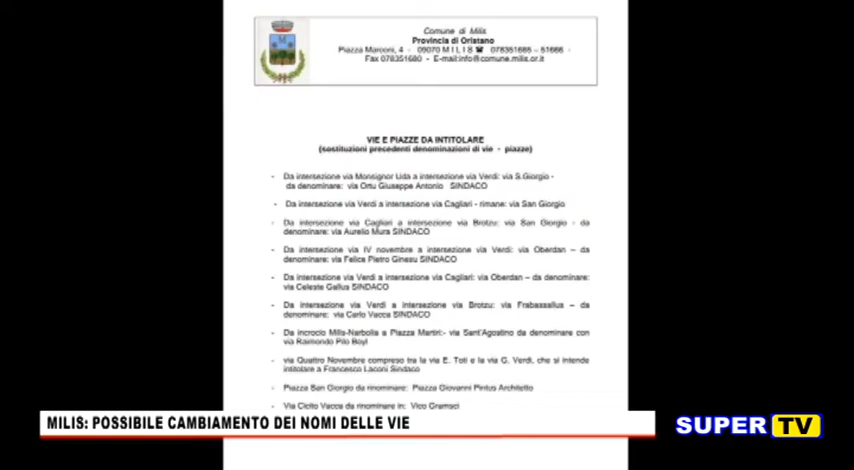 Comune di Milis
Provincia di Oristano
Piazza Marconi, 4 - 09070 M I L I S ☎ 078351665 – 51666 -
Fax 078351680 - E-mail:info@comune.milis.or.it
VIE E PIAZZE DA INTITOLARE
(sostituzioni precedenti denominazioni di vie - piazze)
- Da intersezione via Monsignor Uda a intersezione via Verdi: via S.Giorgio -
da denominare: via Ortu Giuseppe Antonio SINDACO
- Da intersezione via Verdi a intersezione via Cagliari - rimane: via San Giorgio
- Da intersezione via Cagliari a intersezione via Brotzu: via San Giorgio - da
denominare: via Aurelio Mura SINDACO
- Da intersezione via IV novembre a intersezione via Verdi: via Oberdan – da
denominare: via Felice Pietro Ginesu SINDACO
- Da intersezione via Verdi a intersezione via Cagliari: via Oberdan – da denominare:
via Celeste Gallus SINDACO
- Da intersezione via Verdi a intersezione via Brotzu: via Frabassallus – da
denominare: via Carlo Vacca SINDACO
- Da incrocio Milis-Narbolia a Piazza Martiri:- via Sant'Agostino da denominare con
via Raimondo Pilo Boyl
- via Quattro Novembre compreso tra la via E. Toti e la via G. Verdi, che si intende
intitolare a Francesco Laconi Sindaco
- Piazza San Giorgio da rinominare: Piazza Giovanni Pintus Architetto
- Via Cicito Vacca da rinominare in: Vico Gramsci
MILIS: POSSIBILE CAMBIAMENTO DEI NOMI DELLE VIE
SUPER TV